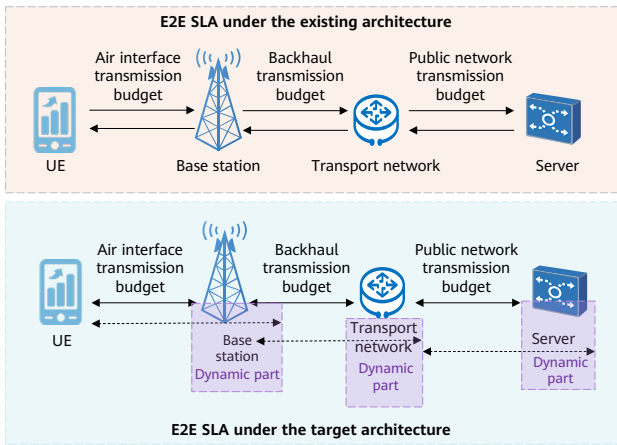 E2E SLA under the existing architecture
Air interface
transmission
budget
Backhaul
transmission
budget
Public network
transmission
budget
UE
Base station
Transport network
Server
Air interface
transmission
budget
Backhaul
transmission
budget
Public network
transmission
budget
UE
Base
station
Dynamic part
Transport
network
Dynamic
part
Server
Dynamic
part
E2E SLA under the target architecture